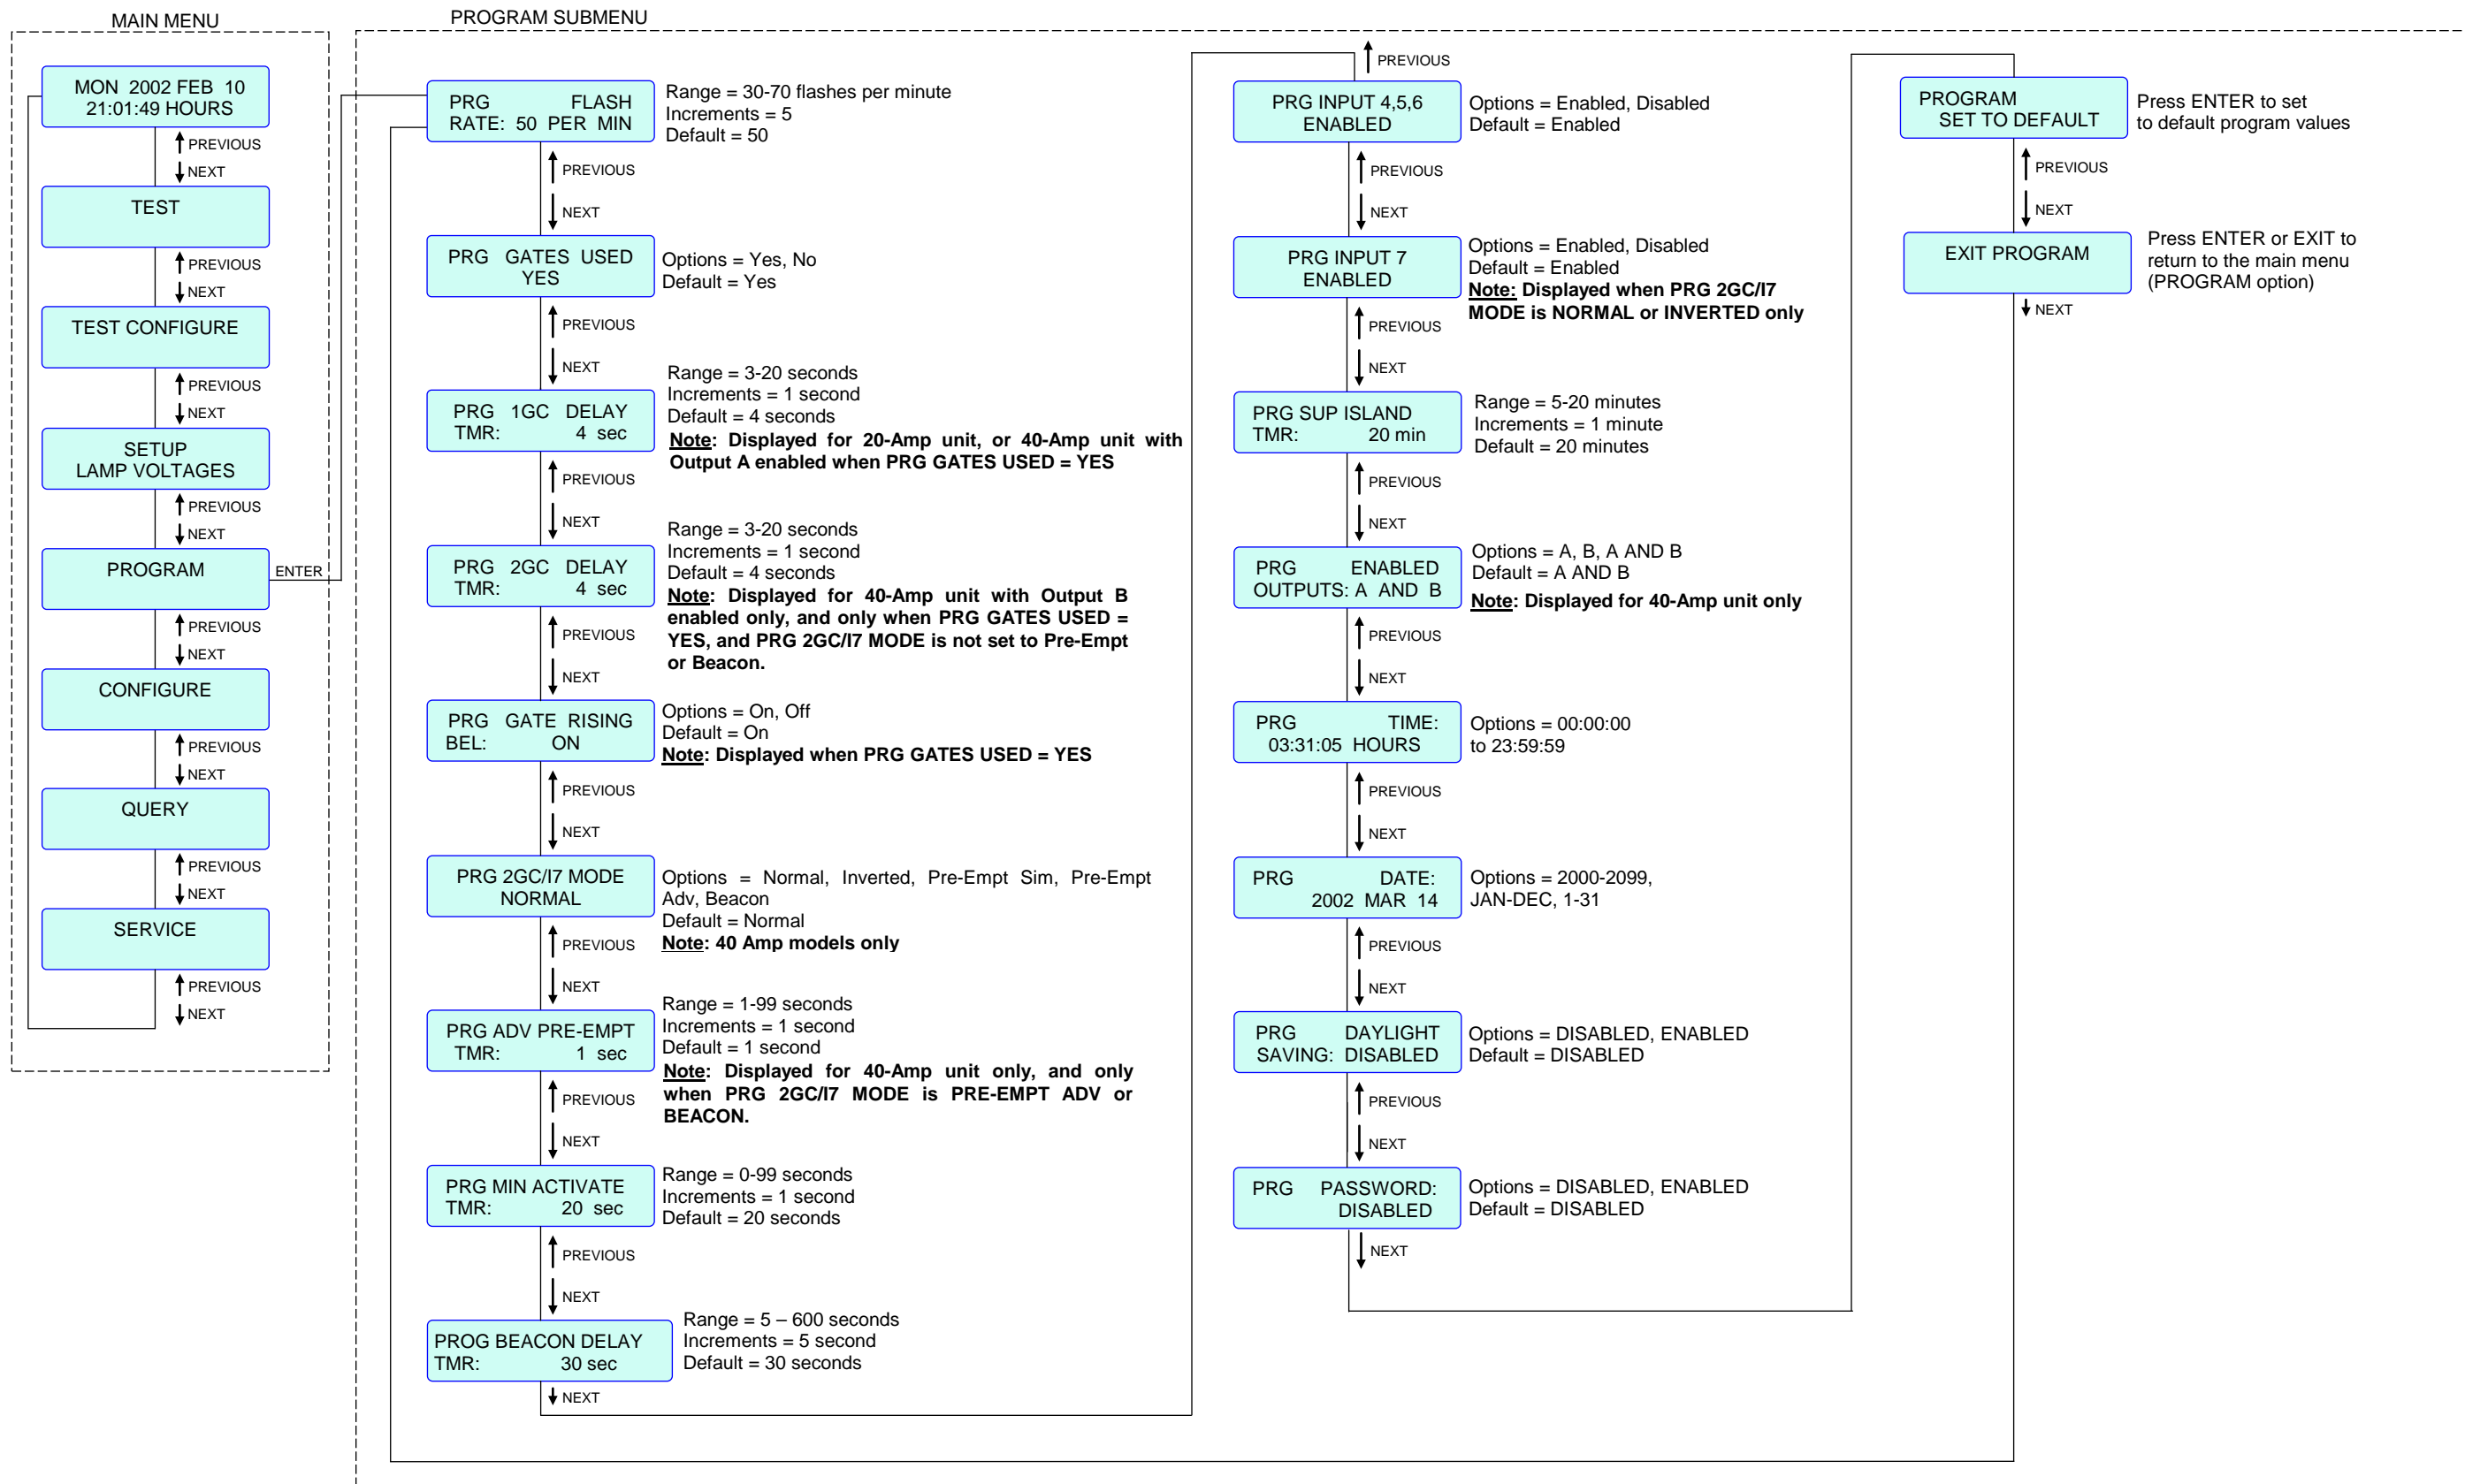 MAIN MENU
MON 2002 FEB 10
21:01:49 HOURS
PREVIOUS
NEXT
TEST
PREVIOUS
NEXT
TEST CONFIGURE
PREVIOUS
NEXT
SETUP
LAMP VOLTAGES
PREVIOUS
NEXT
PROGRAM
ENTER
PREVIOUS
NEXT
CONFIGURE
PREVIOUS
NEXT
QUERY
PREVIOUS
NEXT
SERVICE
PREVIOUS
NEXT
PROGRAM SUBMENU
PRG FLASH
RATE: 50 PER MIN
Range = 30-70 flashes per minute
Increments = 5
Default = 50
PREVIOUS
NEXT
PRG GATES USED
YES
Options = Yes, No
Default = Yes
PREVIOUS
NEXT
PRG 1GC DELAY
TMR: 4 sec
Range = 3-20 seconds
Increments = 1 second
Default = 4 seconds
Note: Displayed for 20-Amp unit, or 40-Amp unit with
Output A enabled when PRG GATES USED = YES
PREVIOUS
NEXT
PRG 2GC DELAY
TMR: 4 sec
Range = 3-20 seconds
Increments = 1 second
Default = 4 seconds
Note: Displayed for 40-Amp unit with Output B
enabled only, and only when PRG GATES USED =
YES, and PRG 2GC/I7 MODE is not set to Pre-Empt
or Beacon.
PREVIOUS
NEXT
PRG GATE RISING
BEL: ON
Options = On, Off
Default = On
Note: Displayed when PRG GATES USED = YES
PREVIOUS
NEXT
PRG 2GC/I7 MODE
NORMAL
Options = Normal, Inverted, Pre-Empt Sim, Pre-Empt
Adv, Beacon
Default = Normal
Note: 40 Amp models only
PREVIOUS
NEXT
PRG ADV PRE-EMPT
TMR: 1 sec
Range = 1-99 seconds
Increments = 1 second
Default = 1 second
Note: Displayed for 40-Amp unit only, and only
when PRG 2GC/I7 MODE is PRE-EMPT ADV or
BEACON.
PREVIOUS
NEXT
PRG MIN ACTIVATE
TMR: 20 sec
Range = 0-99 seconds
Increments = 1 second
Default = 20 seconds
PREVIOUS
NEXT
PROG BEACON DELAY
TMR: 30 sec
Range = 5 – 600 seconds
Increments = 5 second
Default = 30 seconds
NEXT
PREVIOUS
PRG INPUT 4,5,6
ENABLED
Options = Enabled, Disabled
Default = Enabled
PREVIOUS
NEXT
PRG INPUT 7
ENABLED
Options = Enabled, Disabled
Default = Enabled
Note: Displayed when PRG 2GC/I7
MODE is NORMAL or INVERTED only
PREVIOUS
NEXT
PRG SUP ISLAND
TMR: 20 min
Range = 5-20 minutes
Increments = 1 minute
Default = 20 minutes
PREVIOUS
NEXT
PRG ENABLED
OUTPUTS: A AND B
Options = A, B, A AND B
Default = A AND B
Note: Displayed for 40-Amp unit only
PREVIOUS
NEXT
PRG TIME:
03:31:05 HOURS
Options = 00:00:00
to 23:59:59
PREVIOUS
NEXT
PRG DATE:
2002 MAR 14
Options = 2000-2099,
JAN-DEC, 1-31
PREVIOUS
NEXT
PRG DAYLIGHT
SAVING: DISABLED
Options = DISABLED, ENABLED
Default = DISABLED
PREVIOUS
NEXT
PRG PASSWORD:
DISABLED
Options = DISABLED, ENABLED
Default = DISABLED
NEXT
PROGRAM
SET TO DEFAULT
Press ENTER to set
to default program values
PREVIOUS
NEXT
EXIT PROGRAM
Press ENTER or EXIT to
return to the main menu
(PROGRAM option)
NEXT